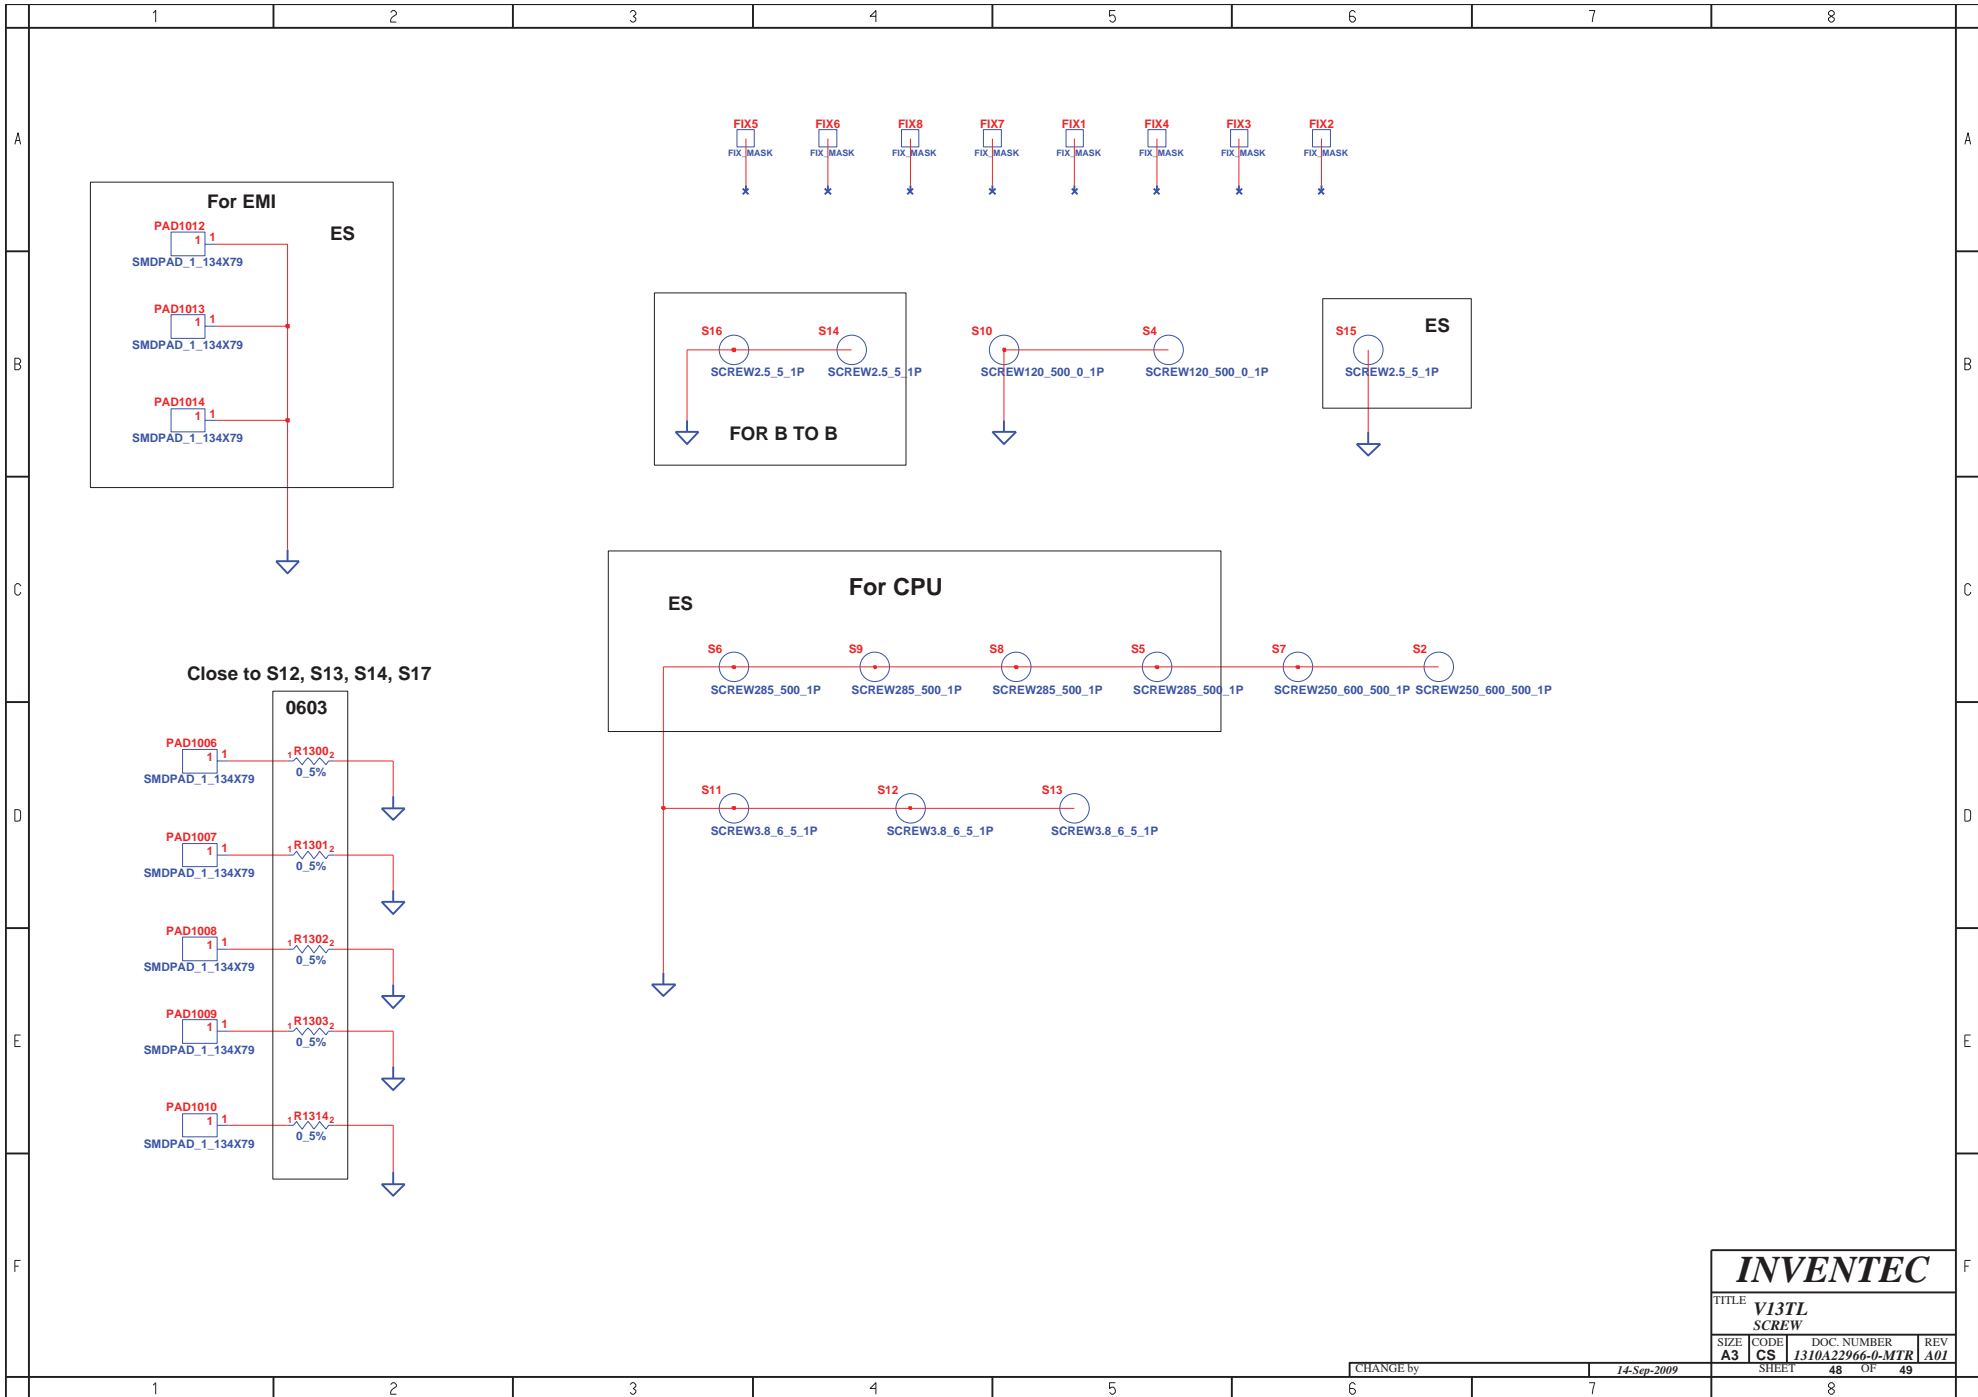 1 2 3 4 5 6 7 8
A A
FIX5 FIX6 FIX8 FIX7 FIX1 FIX4 FIX3 FIX2
FIX_MASK FIX_MASK FIX_MASK FIX_MASK FIX_MASK FIX_MASK FIX_MASK FIX_MASK
For EMI
ES
PAD1012
1 1
SMDPAD_1_134X79
PAD1013
1 1
SMDPAD_1_134X79
PAD1014
1 1
SMDPAD_1_134X79
B B
S16 S14 S10 S4 S15 ES
SCREW2.5_5_1P SCREW2.5_5_1P SCREW120_500_0_1P SCREW120_500_0_1P SCREW2.5_5_1P
FOR B TO B
C C
For CPU
ES
S6 S9 S8 S5 S7 S2
SCREW285_500_1P SCREW285_500_1P SCREW285_500_1P SCREW285_500_1P SCREW250_600_500_1P SCREW250_600_500_1P
Close to S12, S13, S14, S17
0603
PAD1006
1 1 1 R1300 2
SMDPAD_1_134X79 0_5%
S11 S12 S13
SCREW3.8_6_5_1P SCREW3.8_6_5_1P SCREW3.8_6_5_1P
D D
PAD1007
1 1 1 R1301 2
SMDPAD_1_134X79 0_5%
PAD1008
1 1 1 R1302 2
SMDPAD_1_134X79 0_5%
PAD1009
1 1 1 R1303 2
SMDPAD_1_134X79 0_5%
E E
PAD1010
1 1 1 R1314 2
SMDPAD_1_134X79 0_5%
F F
INVENTEC
TITLE V13TL
SCREW
SIZE CODE DOC. NUMBER REV
A3 CS 1310A22966-0-MTR A01
CHANGE by 14-Sep-2009 SHEET 48 OF 49
1 2 3 4 5 6 7 8